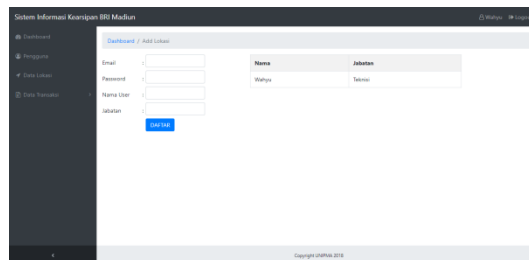 Sistem Informasi Kearsipan BRI Madiun
Wahyu Login
Dashboard
Dashboard / Add Lokasi
Pengguna
Data Lokasi
Data Transaksi
Email :
Password :
Nama User :
Jabatan :
DAFTAR
Nama Jabatan
Wahyu Teknisi
Copyright UNIPMA 2018